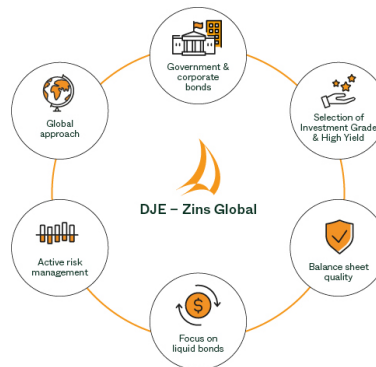 Government &
corporate
bonds
Selection of
Investment Grade
& High Yield
Balance sheet
quality
$
Focus on
liquid bonds
Active risk
management
Global
approach
DJE – Zins Global